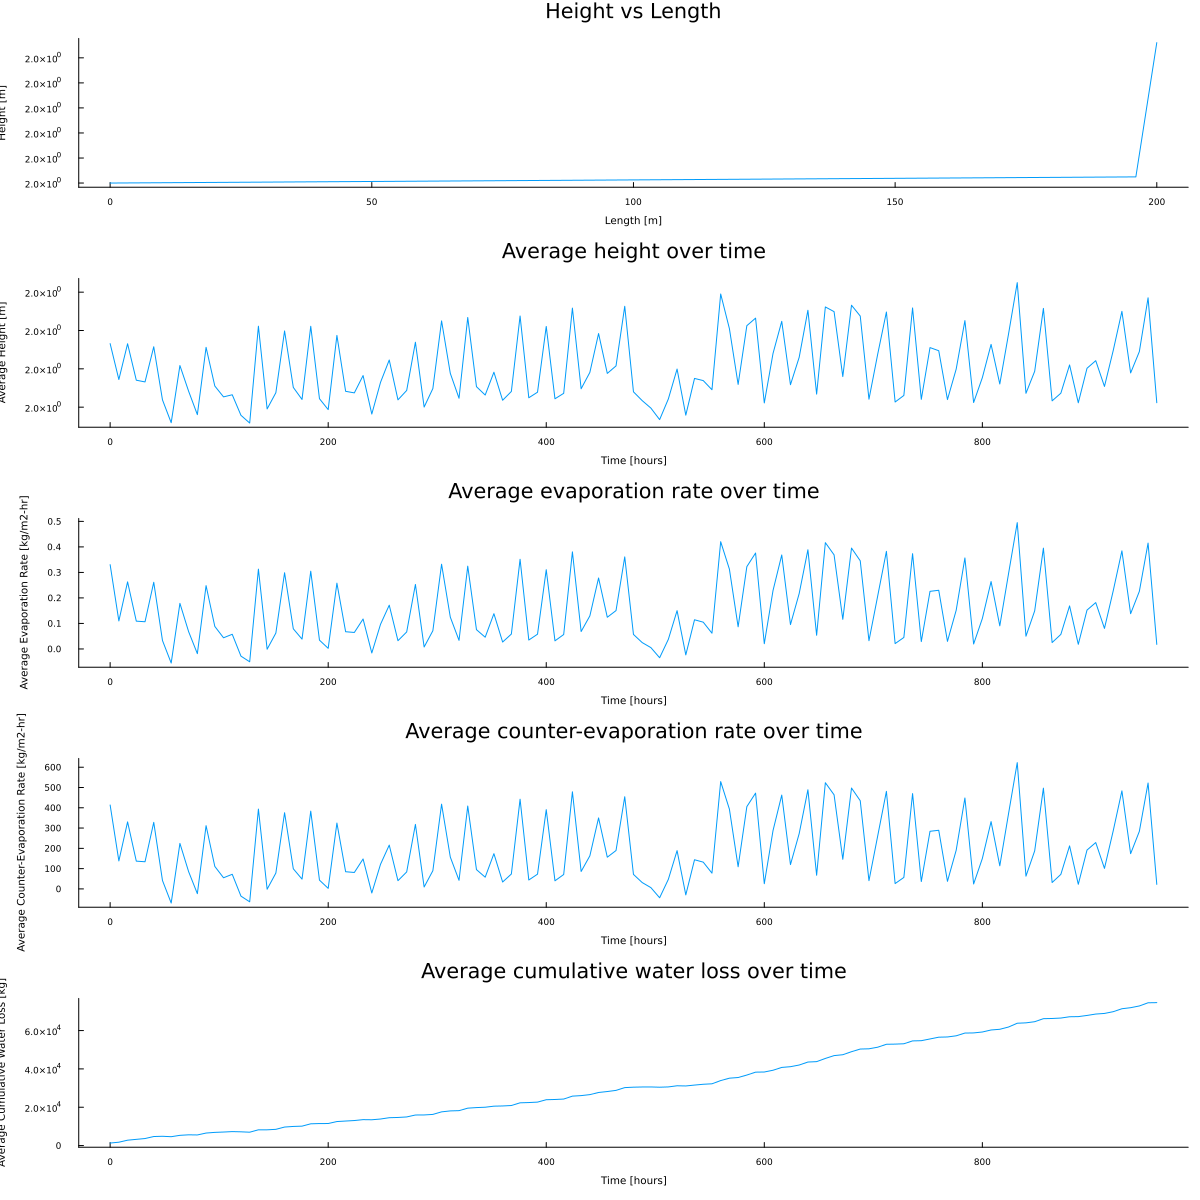 Height vs Length
Height [m]
2.0×10⁰
2.0×10⁰
2.0×10⁰
2.0×10⁰
2.0×10⁰
2.0×10⁰
0 50 100 150 200
Length [m]
Average height over time
Average Height [m]
2.0×10⁰
2.0×10⁰
2.0×10⁰
2.0×10⁰
0 200 400 600 800
Time [hours]
Average evaporation rate over time
Average Evaporation Rate [kg/m2-hr]
0.5
0.4
0.3
0.2
0.1
0.0
0 200 400 600 800
Time [hours]
Average counter-evaporation rate over time
Average Counter-Evaporation Rate [kg/m2-hr]
600
500
400
300
200
100
0
0 200 400 600 800
Time [hours]
Average cumulative water loss over time
Average Cumulative Water Loss [kg]
6.0×10⁴
4.0×10⁴
2.0×10⁴
0
0 200 400 600 800
Time [hours]